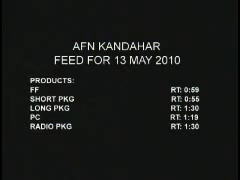 AFN KANDAHAR
FEED FOR 13 MAY 2010
PRODUCTS:
FF RT: 0:59
SHORT PKG RT: 0:55
LONG PKG RT: 1:30
PC RT: 1:19
RADIO PKG RT: 1:30